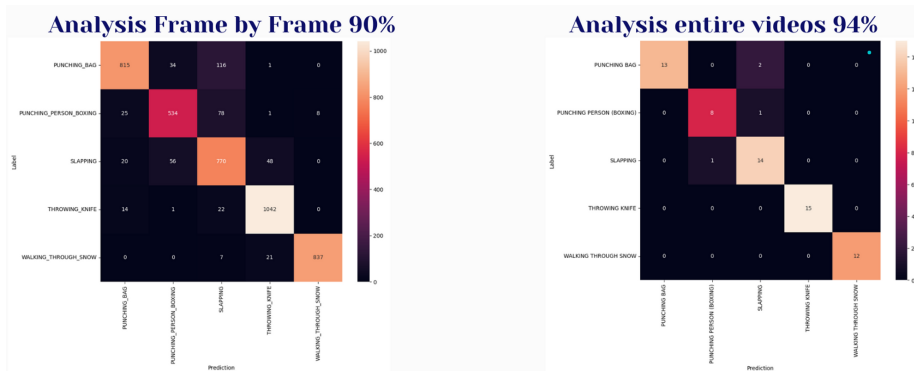 Analysis Frame by Frame 90%
Analysis entire videos 94%
PUNCHING_BAG 815 34 116 1 0
PUNCHING_PERSON_BOXING 25 534 78 1 8
SLAPPING 20 56 770 48 0
THROWING_KNIFE 14 1 22 1042 0
WALKING_THROUGH_SNOW 0 0 7 21 837
Label
PUNCHING_BAG
PUNCHING_PERSON_BOXING
SLAPPING
THROWING_KNIFE
WALKING_THROUGH_SNOW
Prediction
1000
800
600
400
200
0
PUNCHING BAG 13 0 2 0 0
PUNCHING PERSON (BOXING) 0 8 1 0 0
SLAPPING 0 1 14 0 0
THROWING KNIFE 0 0 0 15 0
WALKING THROUGH SNOW 0 0 0 0 12
Label
PUNCHING BAG
PUNCHING PERSON (BOXING)
SLAPPING
THROWING KNIFE
WALKING THROUGH SNOW
Prediction